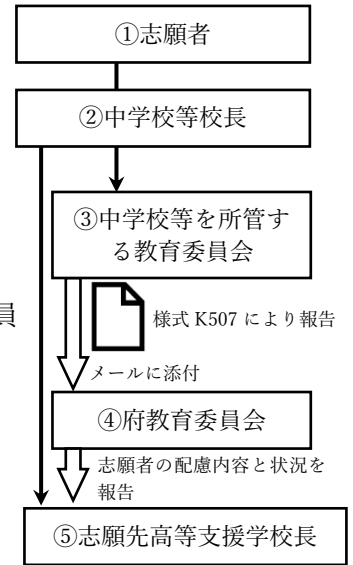 ①志願者
②中学校等校長
③中学校等を所管す
る教育委員会
員
様式 K507 により報告
メールに添付
④府教育委員会
志願者の配慮内容と状況を
報告
⑤志願先高等支援学校長